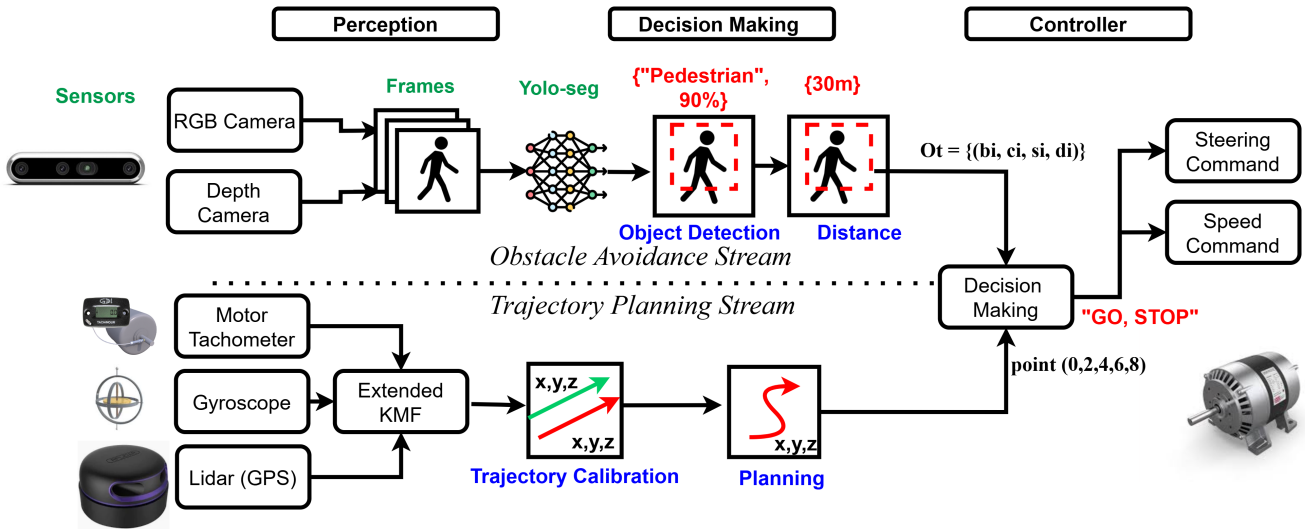 Perception
Decision Making
Controller
Sensors
RGB Camera
Depth
Camera
Frames
Yolo-seg
{"Pedestrian",
90%}
{30m}
Object Detection
Distance
Ot = {(bi, ci, si, di)}
Steering
Command
Speed
Command
Obstacle Avoidance Stream
Trajectory Planning Stream
Decision
Making
"GO, STOP"
point (0,2,4,6,8)
Motor
Tachometer
Gyroscope
Lidar (GPS)
Extended
KMF
x,y,z
x,y,z
Trajectory Calibration
x,y,z
Planning